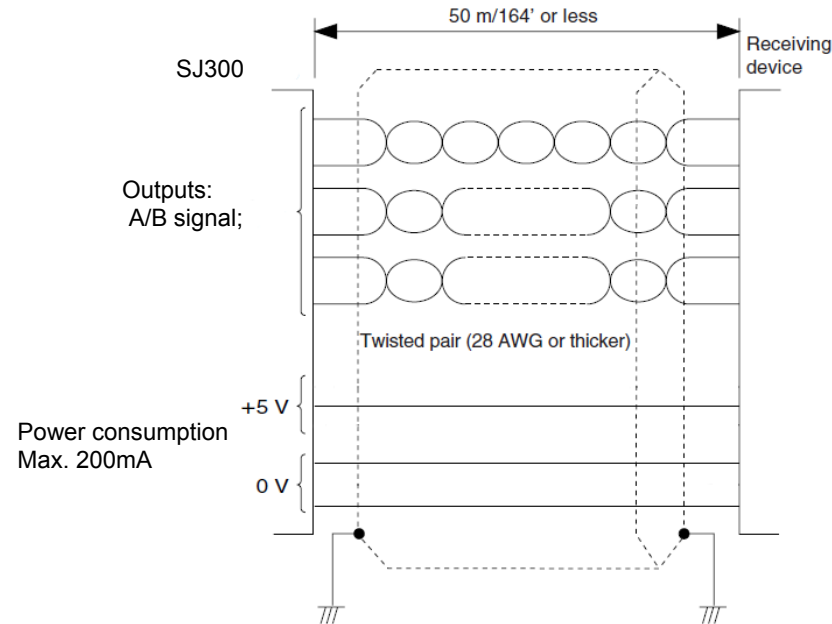 50 m/164' or less
Receiving
device
SJ300
Outputs:
A/B signal;
Twisted pair (28 AWG or thicker)
+5 V
Power consumption
Max. 200mA
0 V